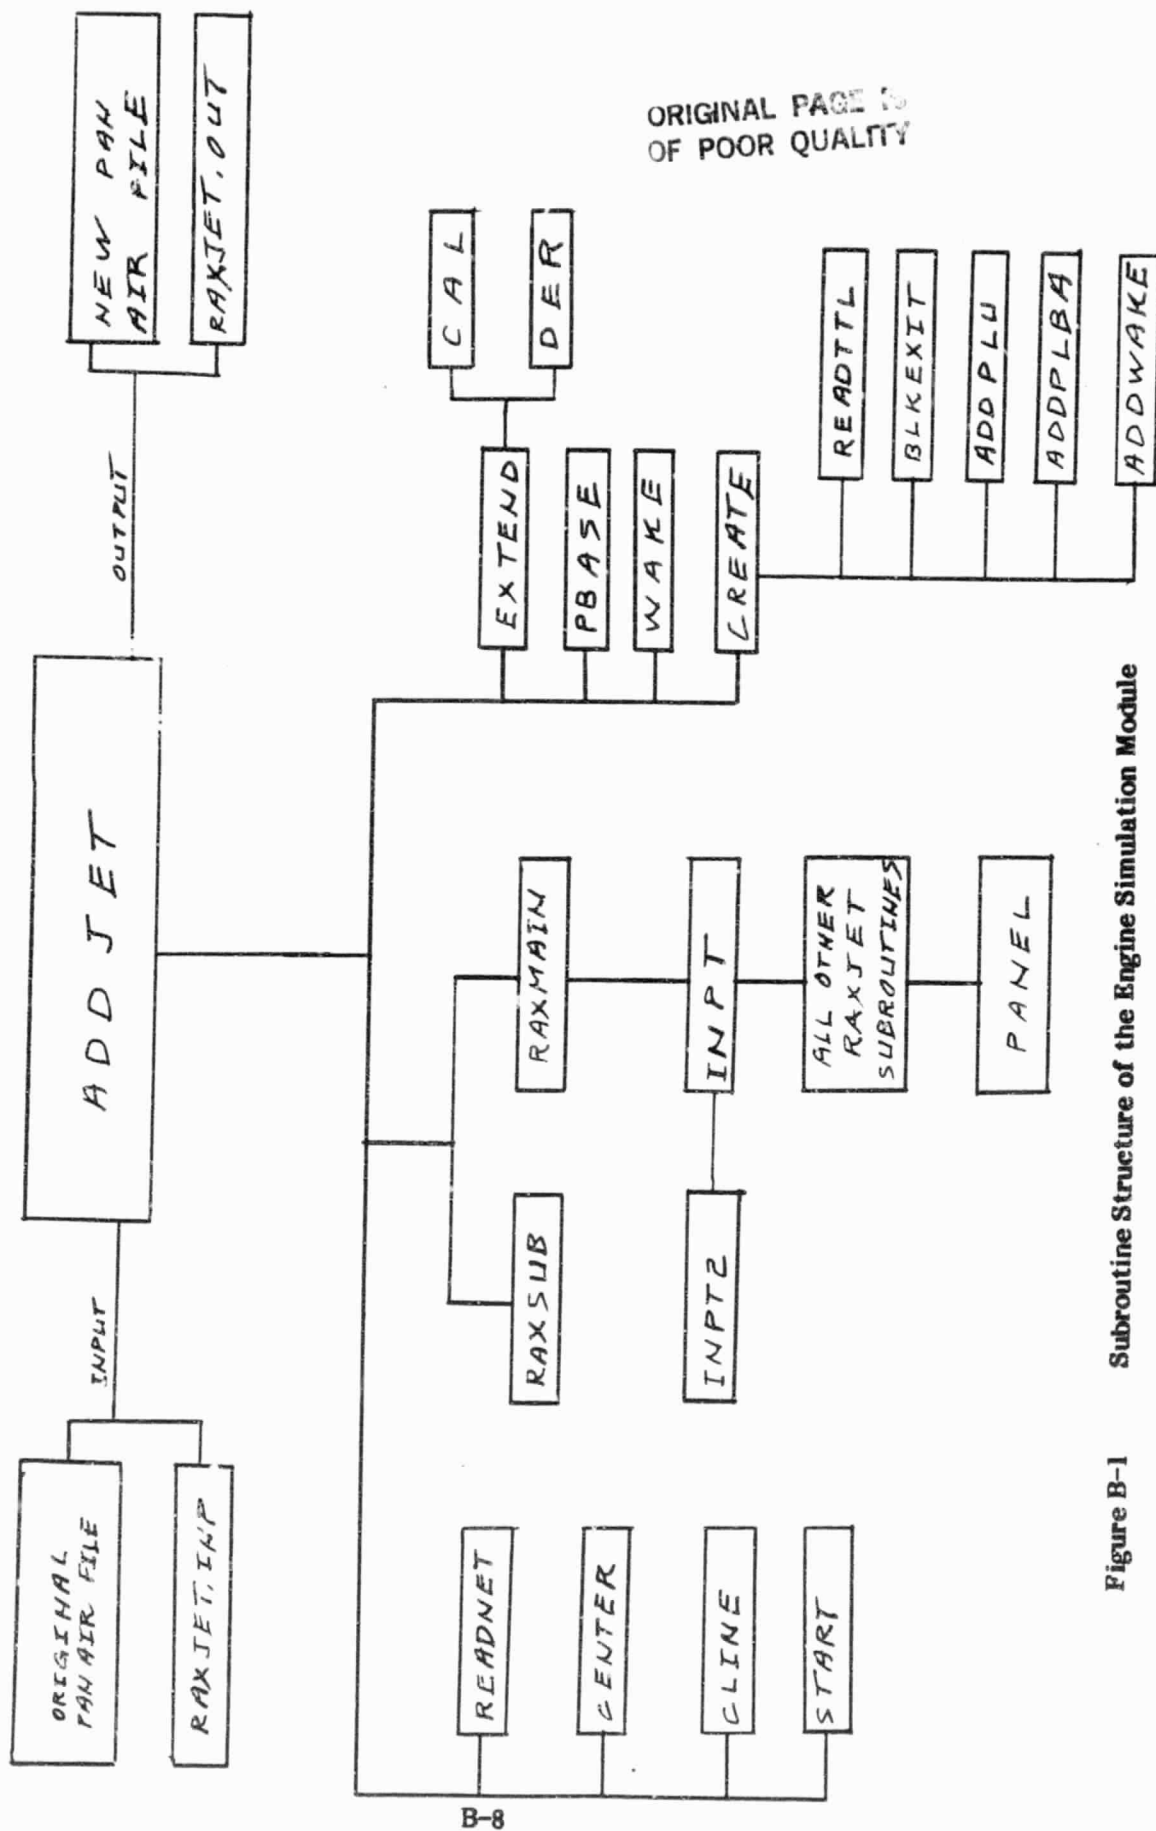 ORIGINAL PAGE IS
OF POOR QUALITY
ORIGINAL
PAN AIR FILE
RAXJET.INP
INPUT
ADD JET
OUTPUT
NEW PAN
AIR FILE
RAXJET.OUT
READNET
CENTER
CLINE
START
RAXSUB
RAXMAIN
INPT2
INPT
ALL OTHER
RAXJET
SUBROUTINES
PANEL
EXTEND
CAL
DER
PBASE
WAKE
CREATE
READTTL
BLKEXIT
ADDPLU
ADDPLBA
ADDWAKE
Figure B-1 Subroutine Structure of the Engine Simulation Module
B-8